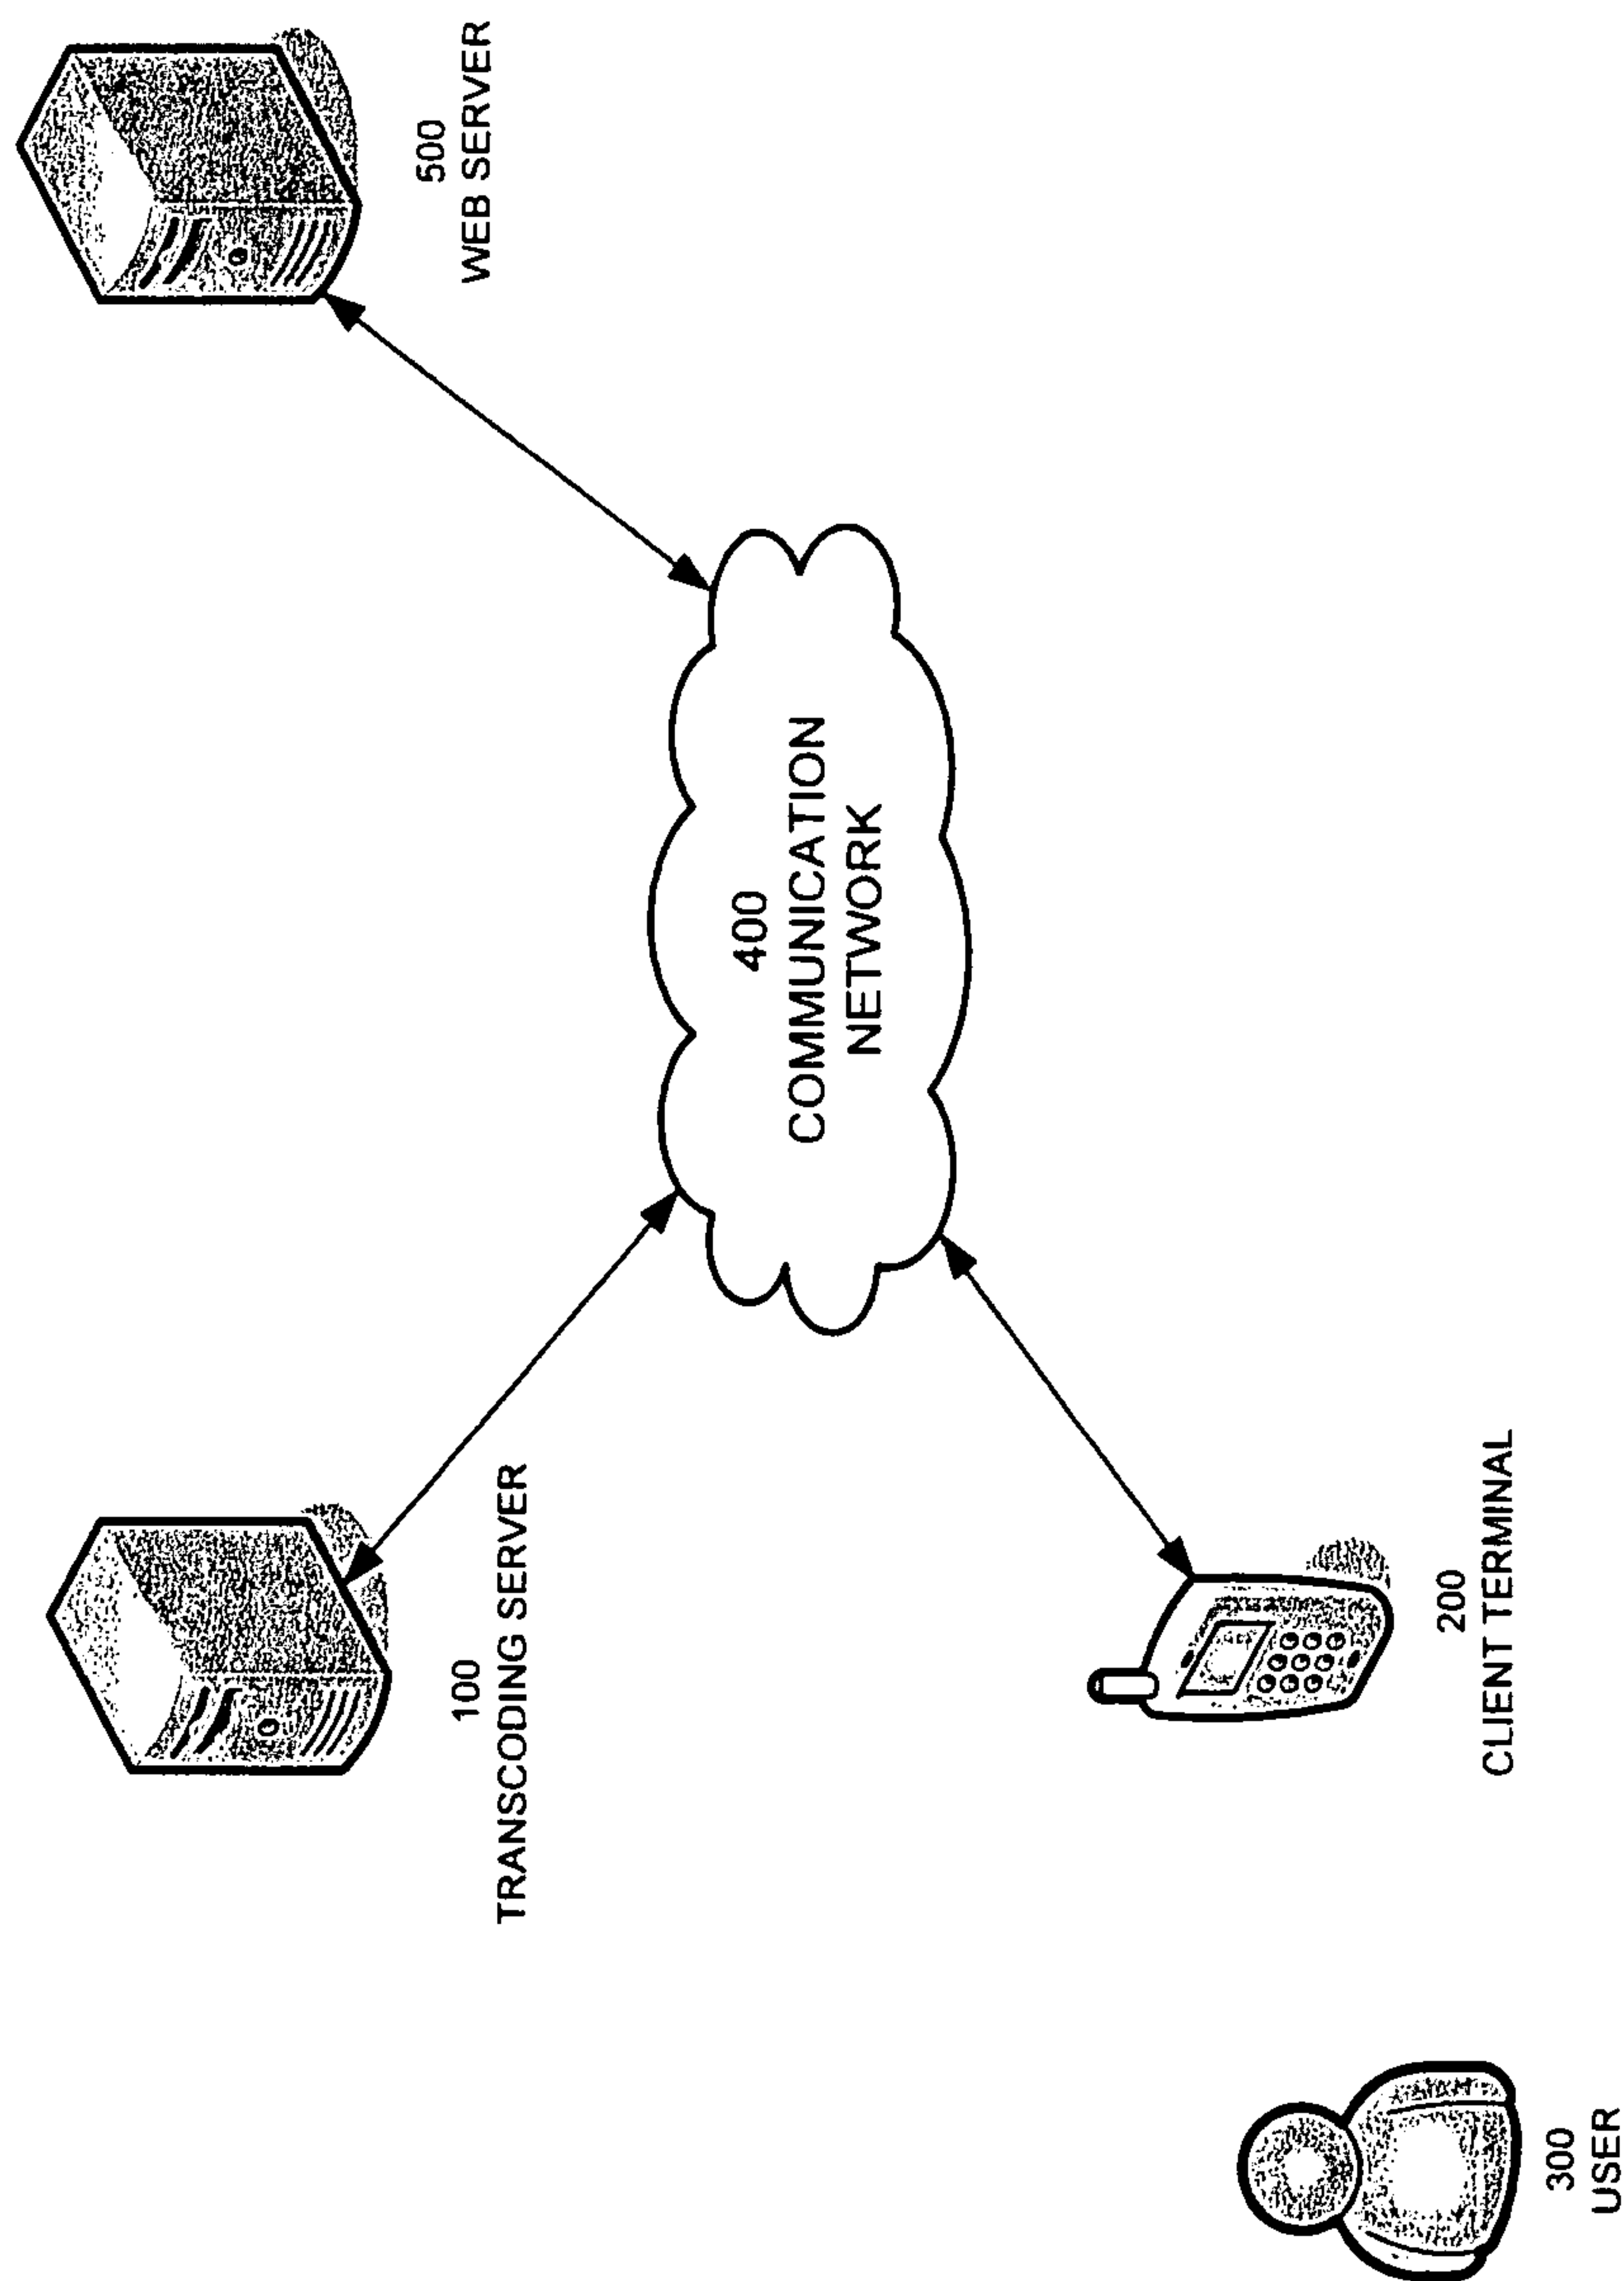 100
TRANSCODING SERVER
500
WEB SERVER
400
COMMUNICATION
NETWORK
300
USER
200
CLIENT TERMINAL